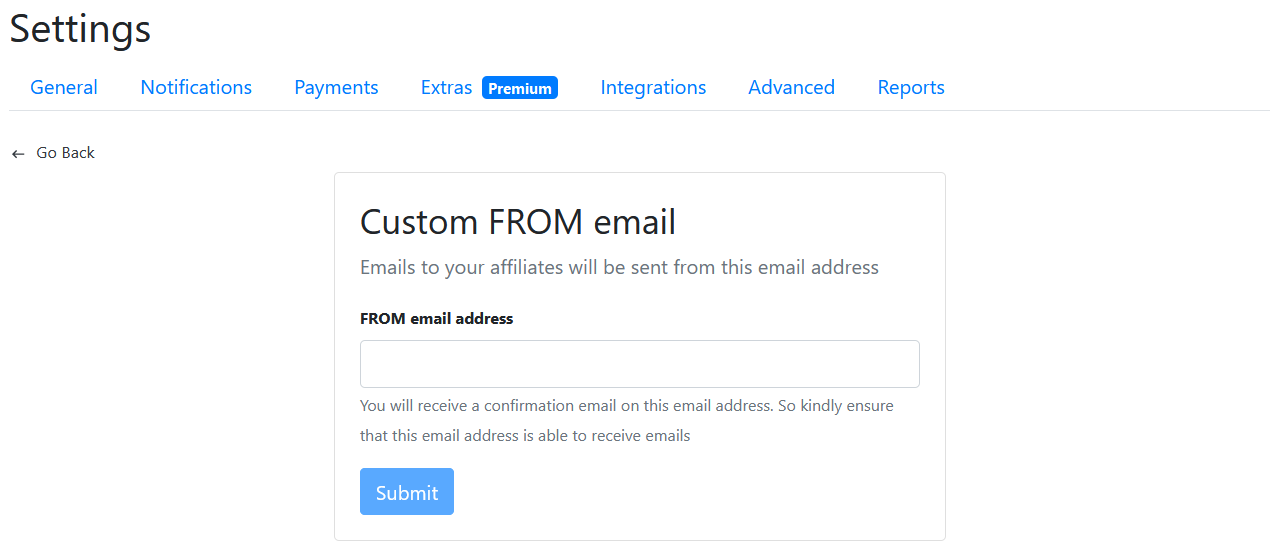 Settings
General Notifications Payments Extras Premium Integrations Advanced Reports
← Go Back
Custom FROM email
Emails to your affiliates will be sent from this email address
FROM email address
You will receive a confirmation email on this email address. So kindly ensure
that this email address is able to receive emails
Submit